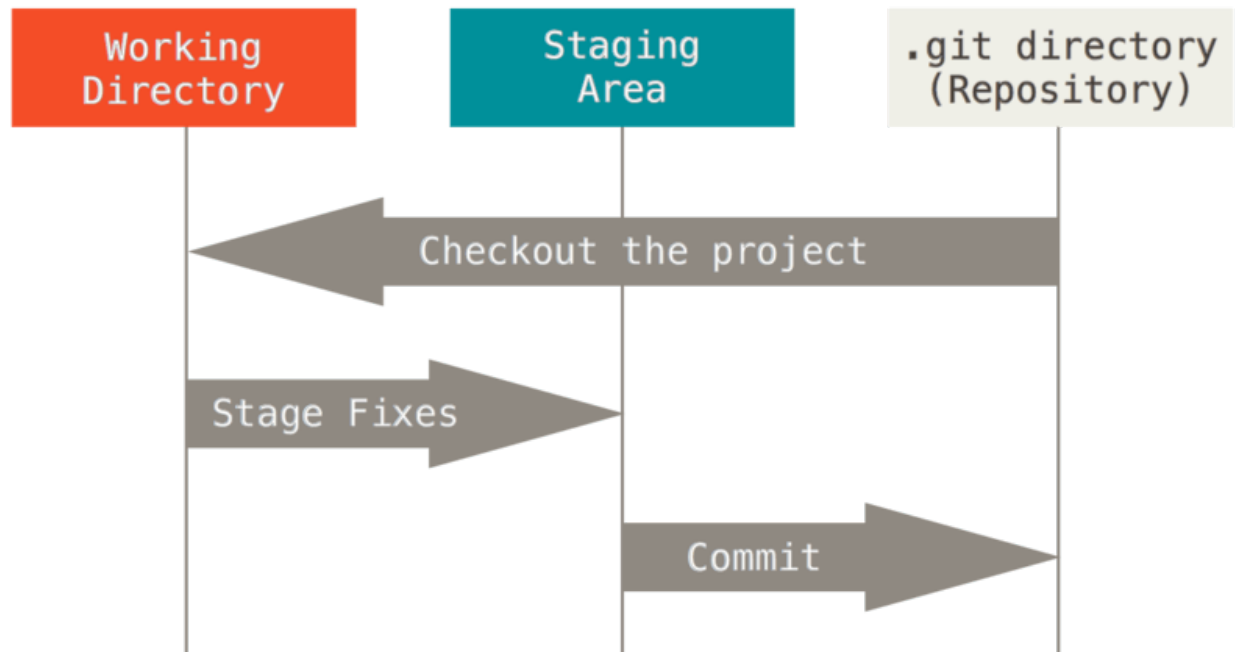 Working
Directory
Staging
Area
.git directory
(Repository)
Checkout the project
Stage Fixes
Commit